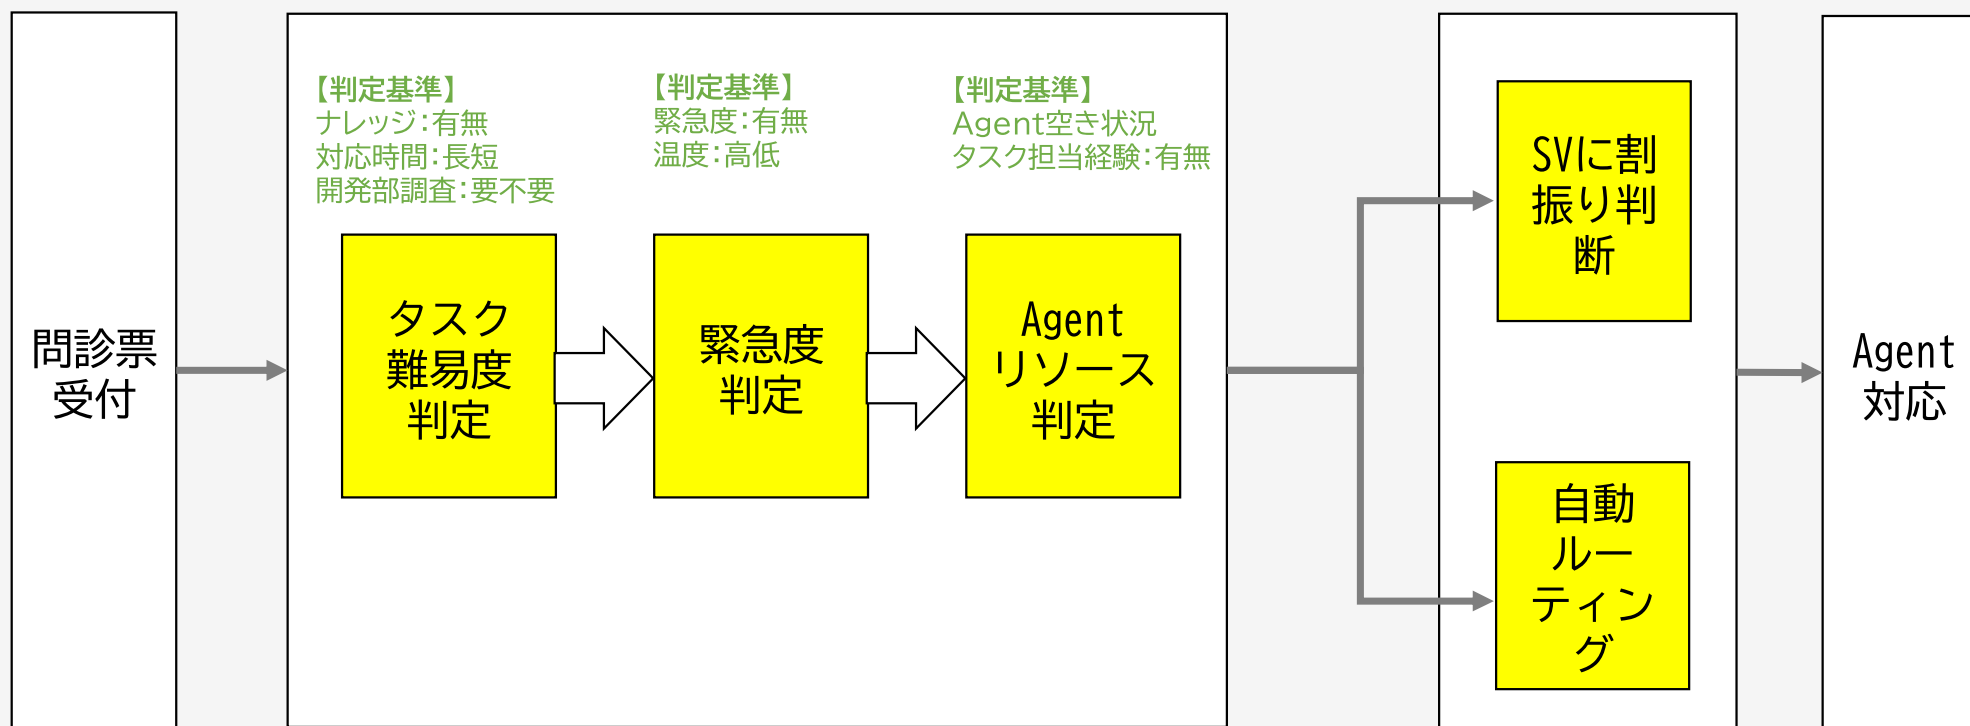 問診票
受付
【判定基準】
ナレッジ：有無
対応時間：長短
開発部調査：要不要
タスク
難易度
判定
【判定基準】
緊急度：有無
温度：高低
緊急度
判定
【判定基準】
Agent空き状況
タスク担当経験：有無
Agent
リソース
判定
SVに割
振り判
断
自動
ルー
ティン
グ
Agent
対応